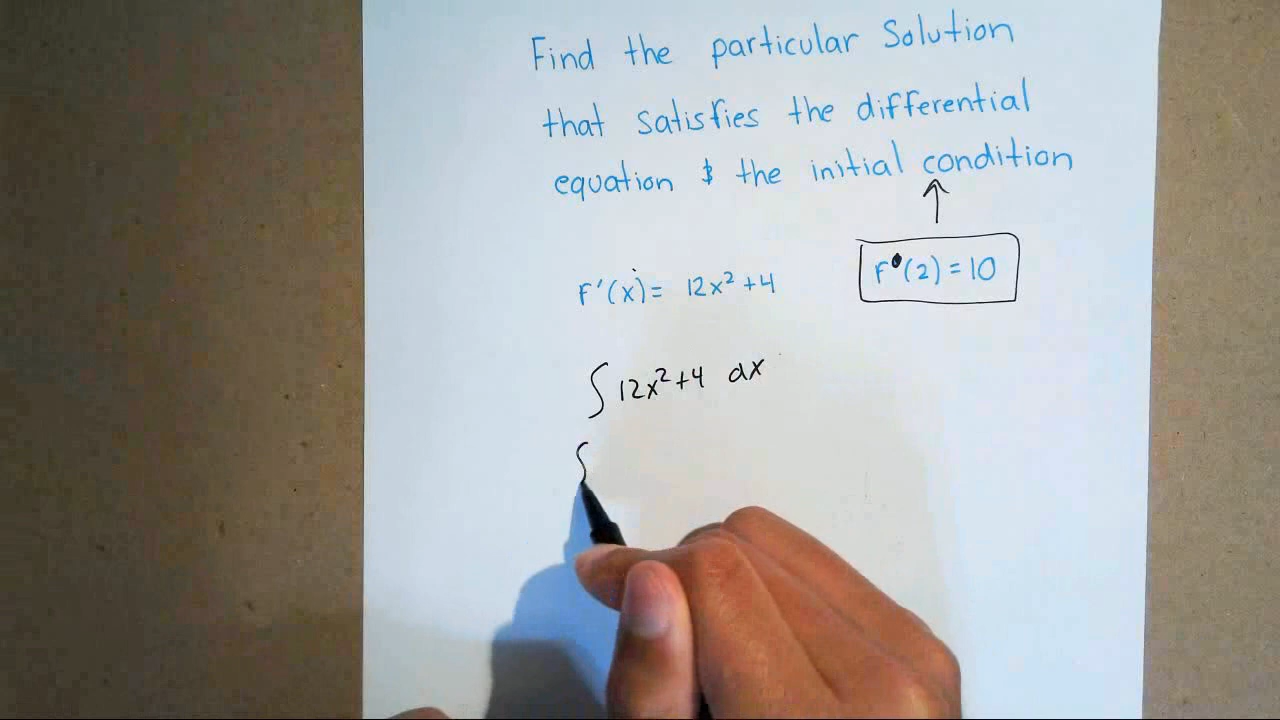 Find the particular Solution
that satisfies the differential
equation & the initial condition
F'(x) = 12x² + 4
F(2) = 10
∫ 12x² + 4 dx
∫